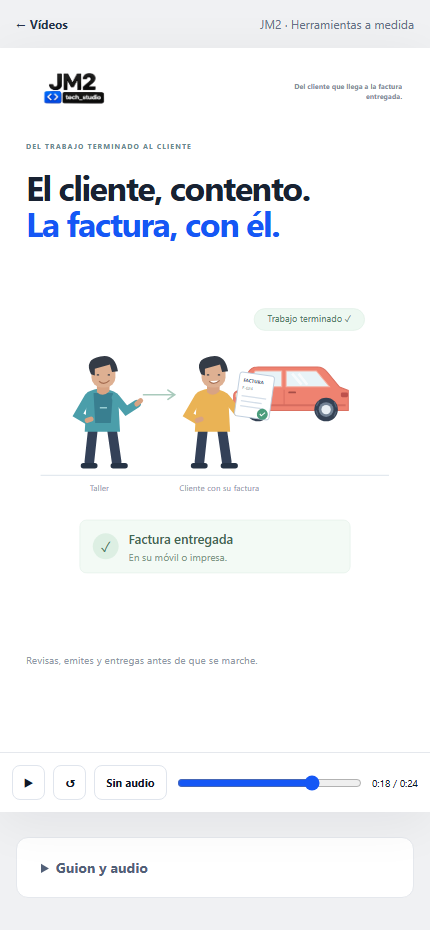 ← Vídeos
JM2 · Herramientas a medida
JM2
<> tech_studio
Del cliente que llega a la factura
entregada.
DEL TRABAJO TERMINADO AL CLIENTE
El cliente, contento.
La factura, con él.
Trabajo terminado ✓
FACTURA
Taller
Cliente con su factura
✓
Factura entregada
En su móvil o impresa.
Revisas, emites y entregas antes de que se marche.
Sin audio
0:18 / 0:24
Guion y audio